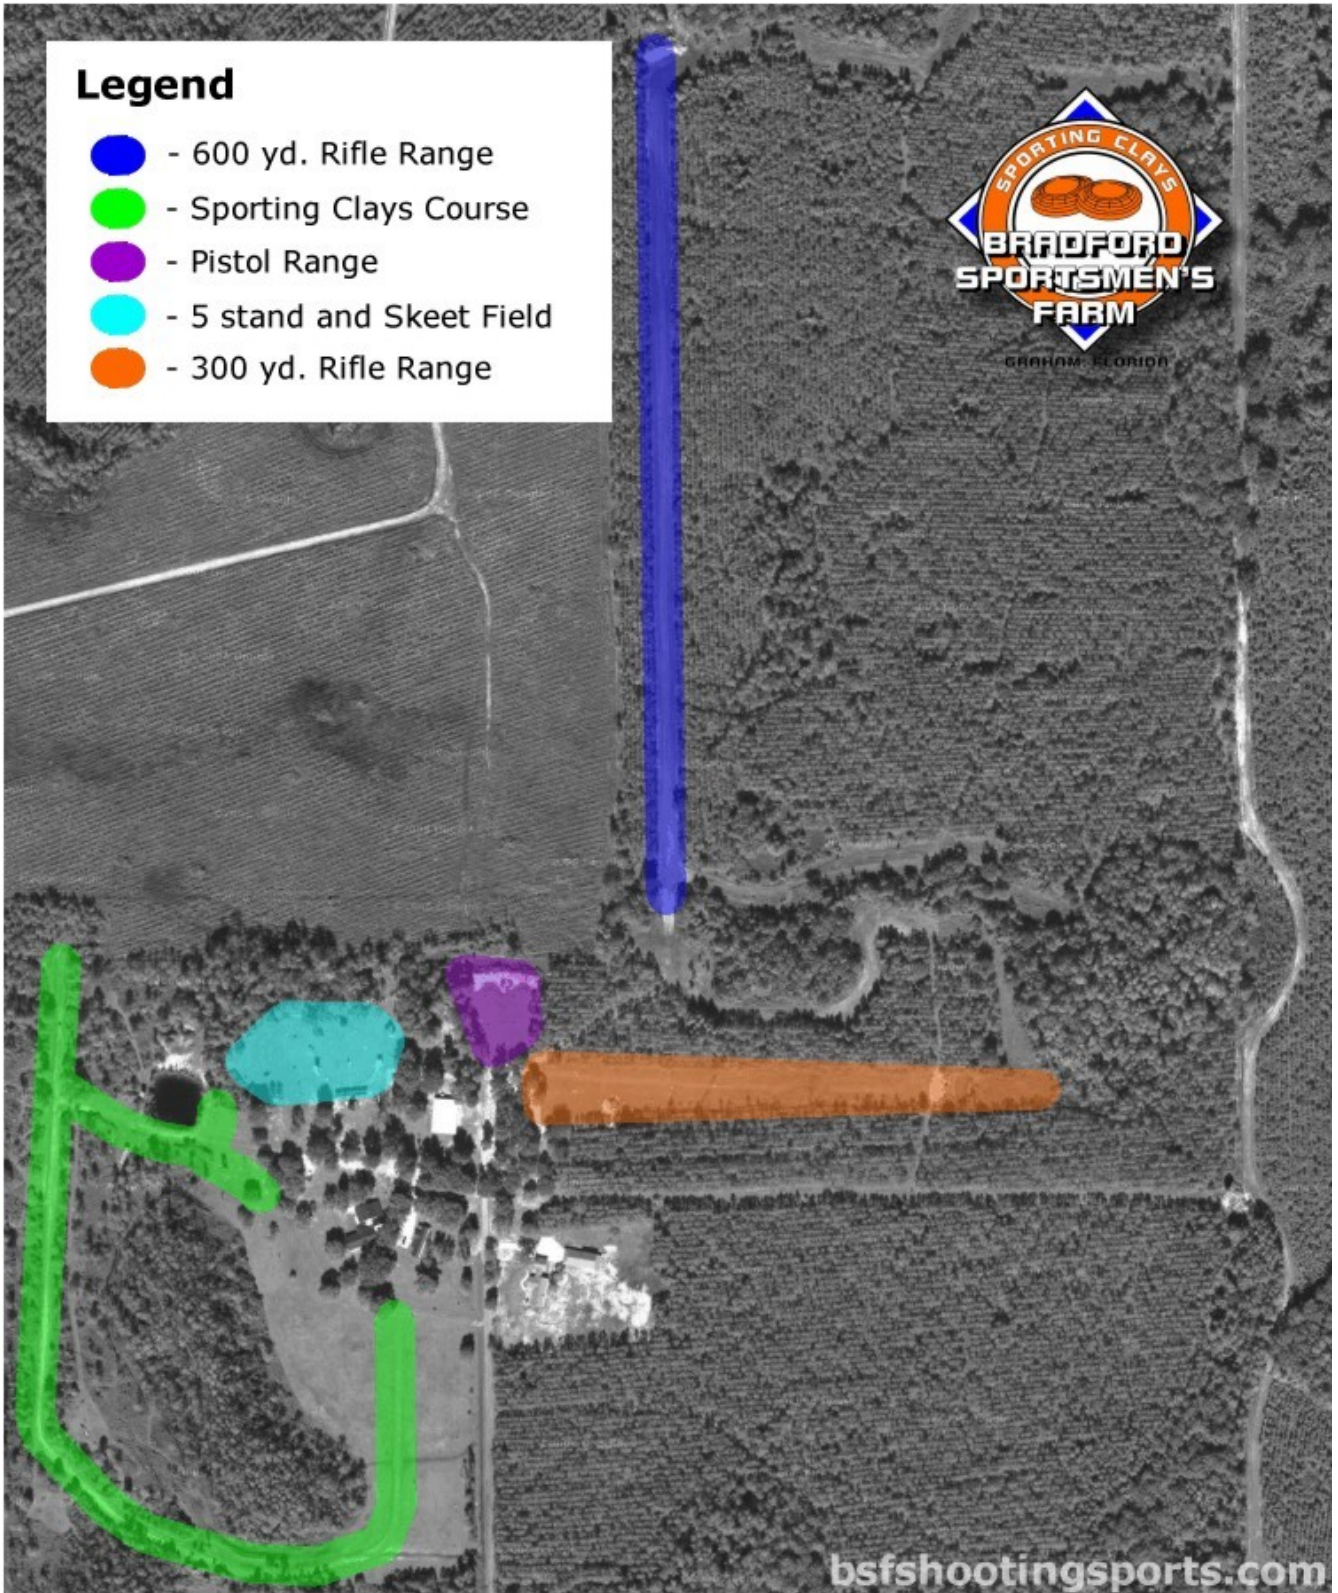 Legend
- 600 yd. Rifle Range
- Sporting Clays Course
- Pistol Range
- 5 stand and Skeet Field
- 300 yd. Rifle Range
SPORTING CLAYS
BRADFORD
SPORTSMEN'S
FARM
GRAHAM, FLORIDA
bsfshootingsports.com